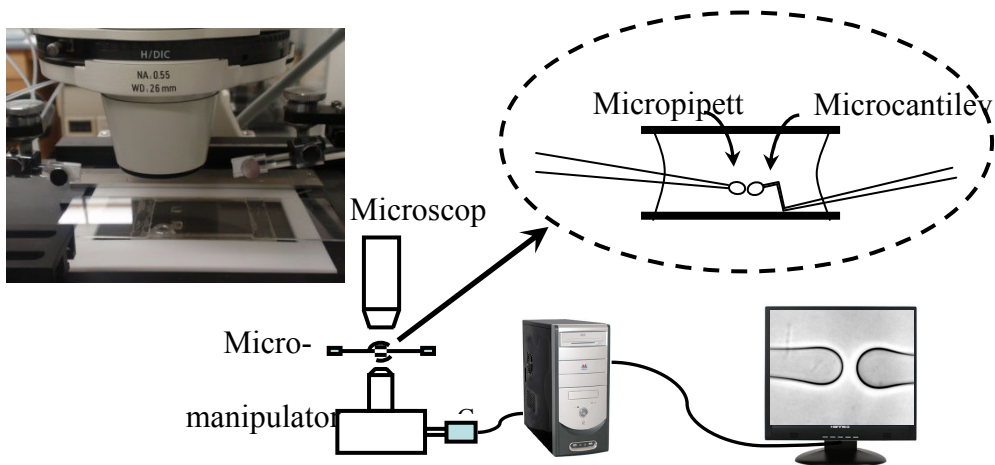 H/DIC
NA 0.55
WD. 26 mm
Micropipett
Microcantilev
Microscop
Micro-
manipulator